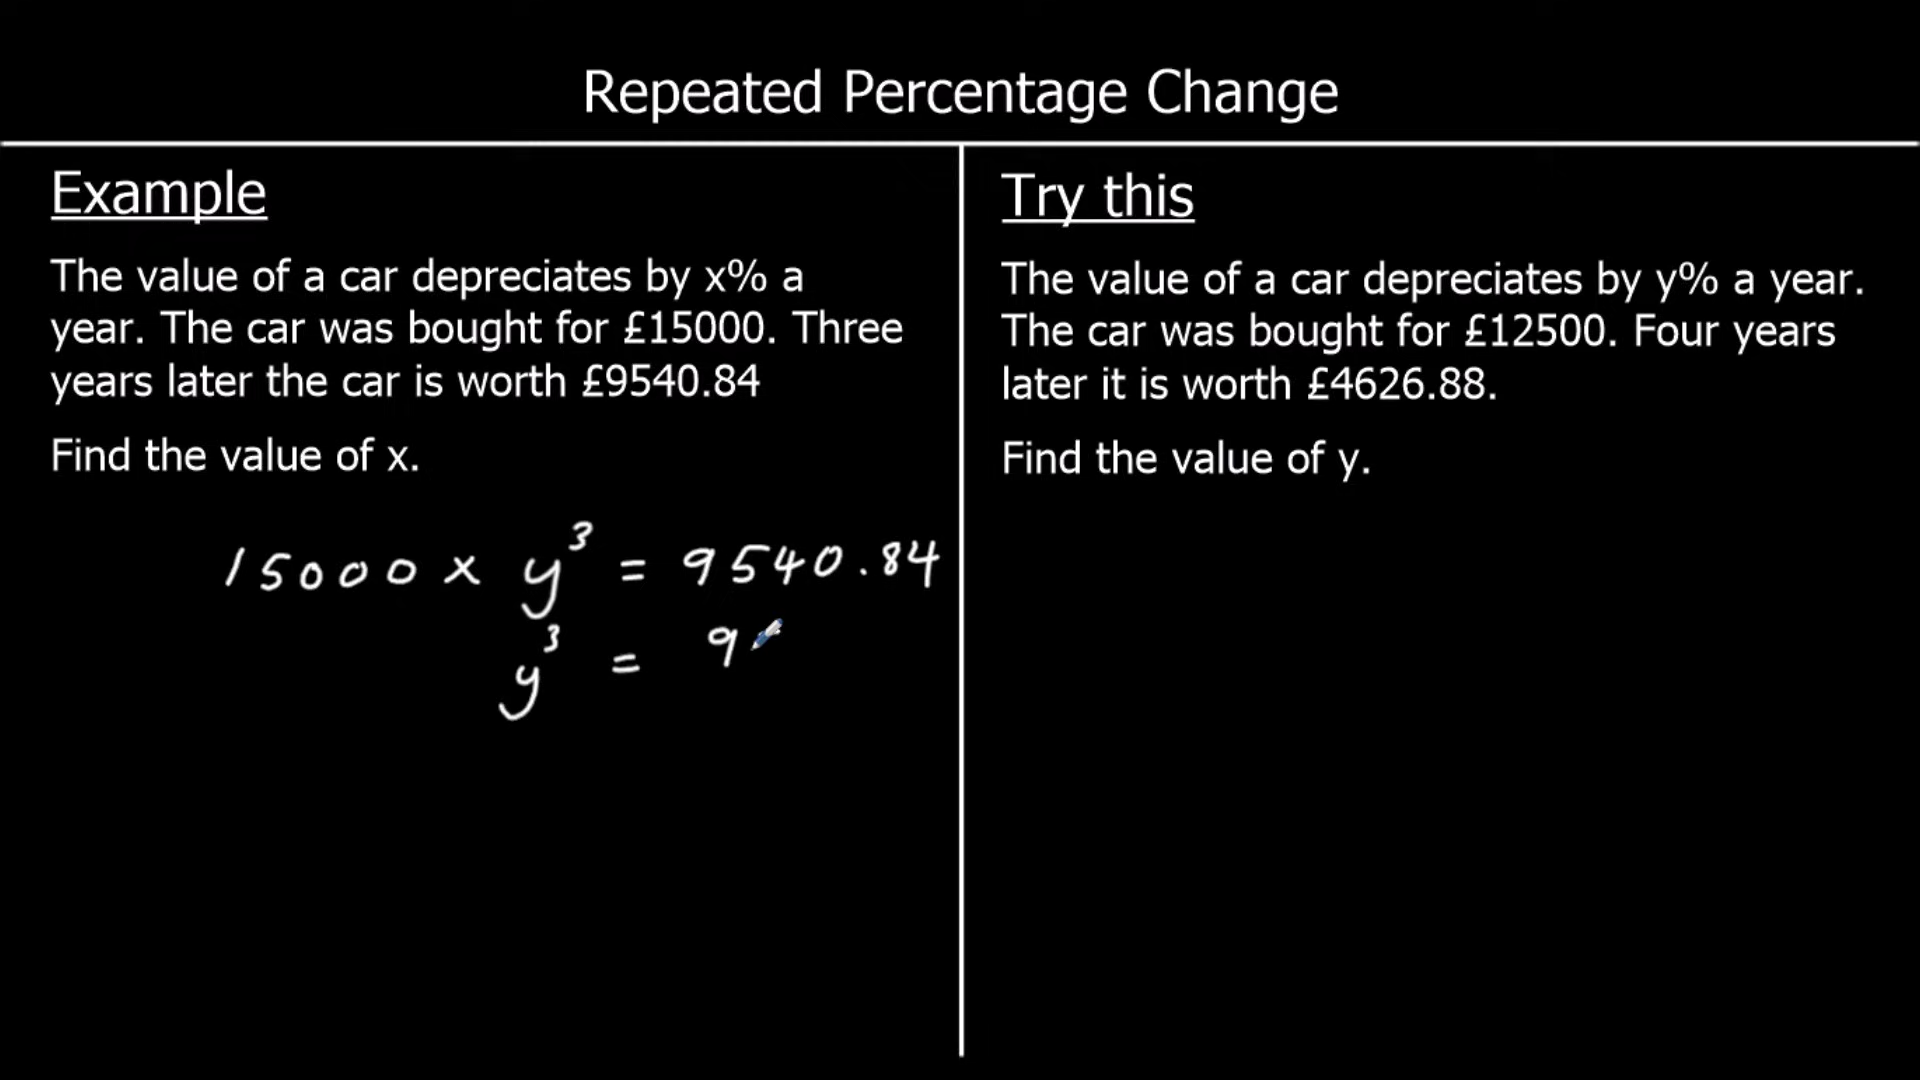 Repeated Percentage Change
Example
The value of a car depreciates by x% a
year. The car was bought for £15000. Three
years later the car is worth £9540.84
Find the value of x.
15000 x y³ = 9540.84
y³ = 9
Try this
The value of a car depreciates by y% a year.
The car was bought for £12500. Four years
later it is worth £4626.88.
Find the value of y.